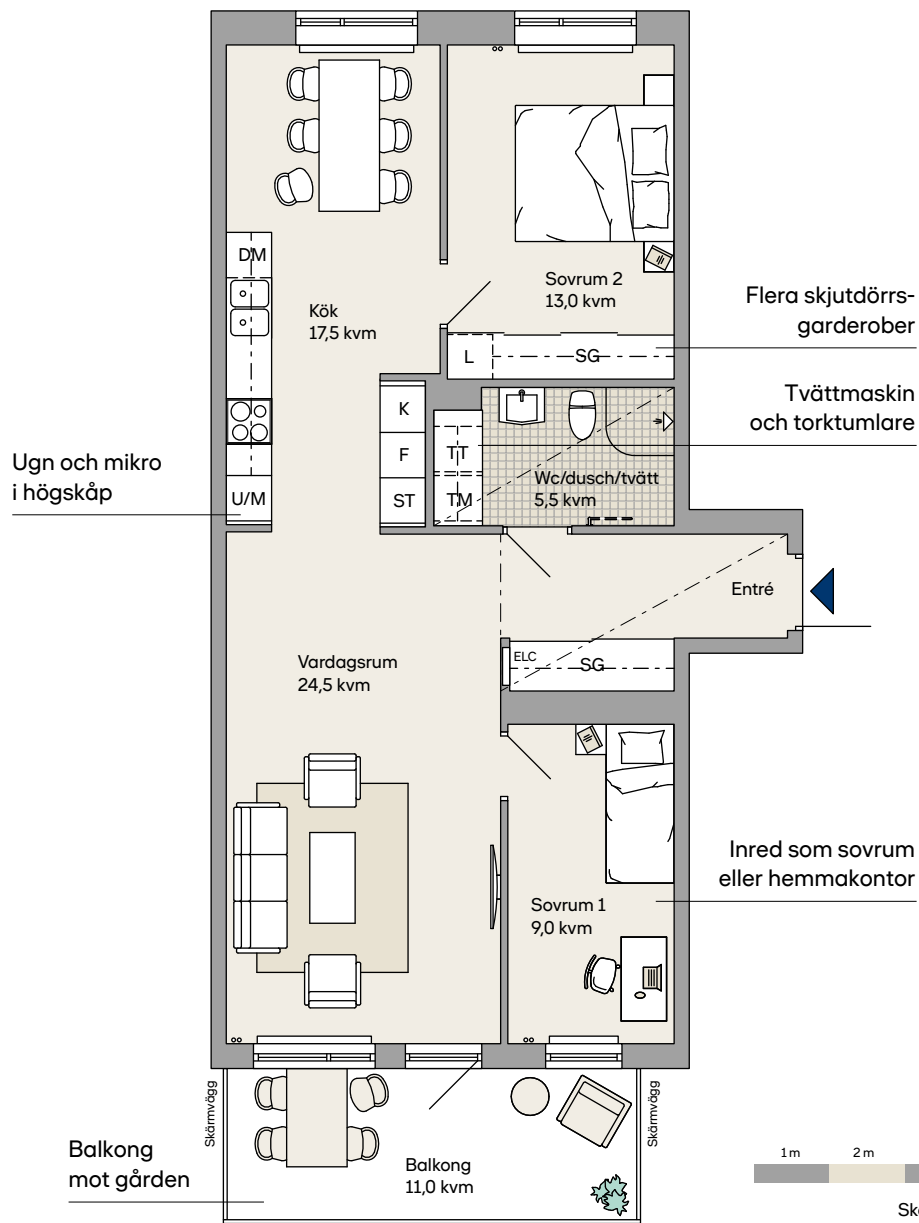 DM
Kök
17,5 kvm
Sovrum 2
13,0 kvm
Flera skjutdörrs-
garderober
L
SG
Tvättmaskin
och torktumlare
K
F
ST
TT
TM
Wc/dusch/tvätt
5,5 kvm
Ugn och mikro
i högskåp
U/M
Entré
ELC
SG
Vardagsrum
24,5 kvm
Inred som sovrum
eller hemmakontor
Sovrum 1
9,0 kvm
Skärmvägg
Skärmvägg
Balkong
mot gården
Balkong
11,0 kvm
1 m
2 m